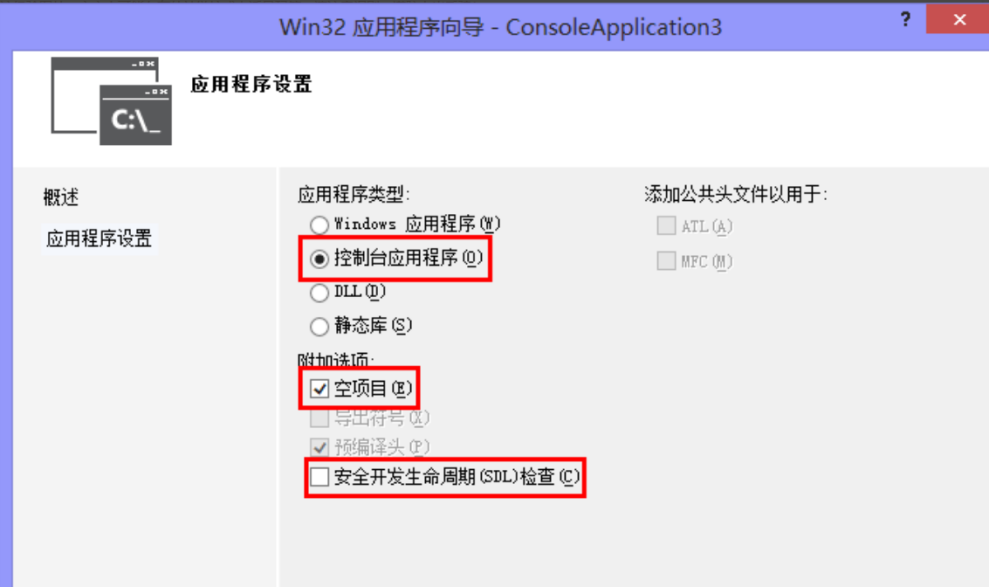 Win32 应用程序向导 - ConsoleApplication3
?
C:\_
应用程序设置
概述
应用程序设置
应用程序类型:
Windows 应用程序(W)
控制台应用程序(O)
DLL(D)
静态库(S)
附加选项:
空项目(E)
导出符号(X)
预编译头(P)
安全开发生命周期(SDL)检查(C)
添加公共头文件以用于:
ATL(A)
MFC(M)